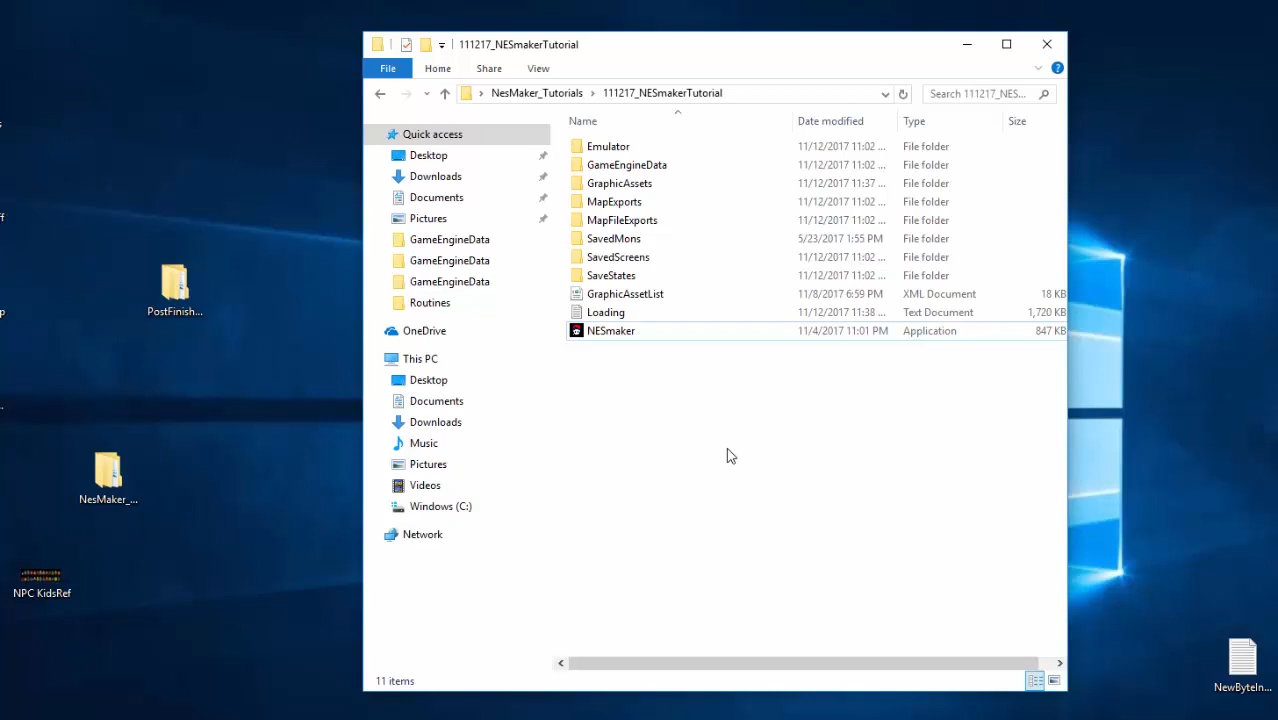 111217_NESmakerTutorial
File Home Share View
NesMaker_Tutorials 111217_NESmakerTutorial Search 111217_NES...
Name Date modified Type Size
Quick access
Desktop
Downloads
Documents
Pictures
GameEngineData
GameEngineData
GameEngineData
Routines
OneDrive
This PC
Desktop
Documents
Downloads
Music
Pictures
Videos
Windows (C:)
Network
Emulator 11/12/2017 11:02 ... File folder
GameEngineData 11/12/2017 11:02 ... File folder
GraphicAssets 11/12/2017 11:37 ... File folder
MapExports 11/12/2017 11:02 ... File folder
MapFileExports 11/12/2017 11:02 ... File folder
SavedMons 5/23/2017 1:55 PM File folder
SavedScreens 11/12/2017 11:02 ... File folder
SaveStates 11/12/2017 11:02 ... File folder
GraphicAssetList 11/8/2017 6:59 PM XML Document 18 KB
Loading 11/12/2017 11:38 ... Text Document 1,720 KB
NESmaker 11/4/2017 11:01 PM Application 847 KB
11 items
PostFinish...
NesMaker_...
NPC KidsRef
NewByteIn...